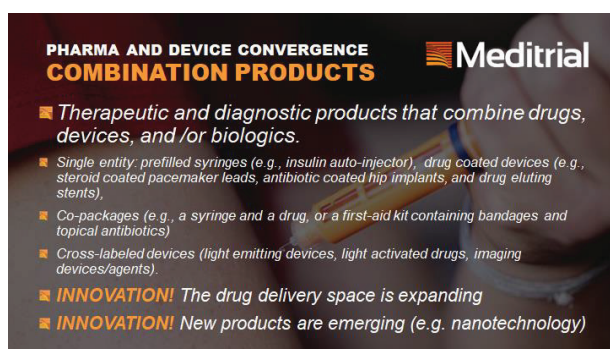 PHARMA AND DEVICE CONVERGENCE
COMBINATION PRODUCTS
Meditrial
Therapeutic and diagnostic products that combine drugs,
devices, and /or biologics.
Single entity: prefilled syringes (e.g., insulin auto-injector), drug coated devices (e.g.,
steroid coated pacemaker leads, antibiotic coated hip implants, and drug eluting
stents),
Co-packages (e.g., a syringe and a drug, or a first-aid kit containing bandages and
topical antibiotics)
Cross-labeled devices (light emitting devices, light activated drugs, imaging
devices/agents).
INNOVATION! The drug delivery space is expanding
INNOVATION! New products are emerging (e.g. nanotechnology)